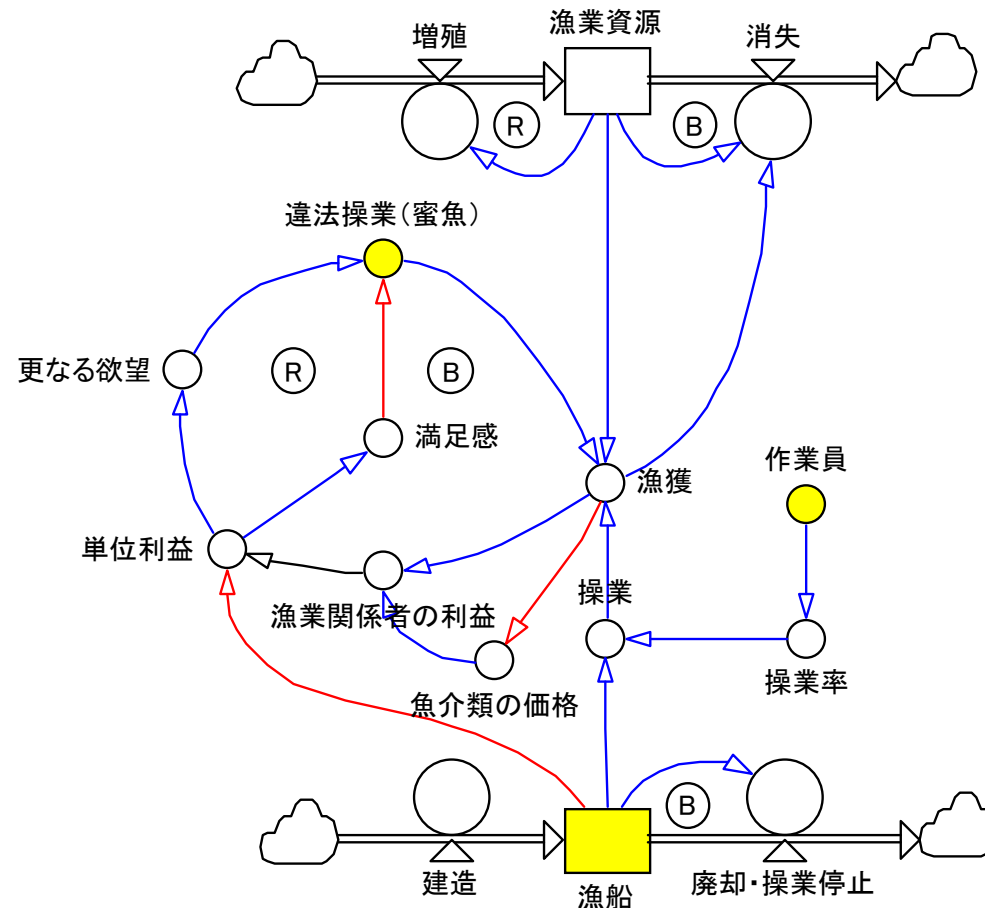 漁業資源
増殖
消失
R
B
違法操業(蜜魚)
更なる欲望
R
B
満足感
漁獲
作業員
単位利益
操業
漁業関係者の利益
操業率
魚介類の価格
B
建造
漁船
廃却・操業停止